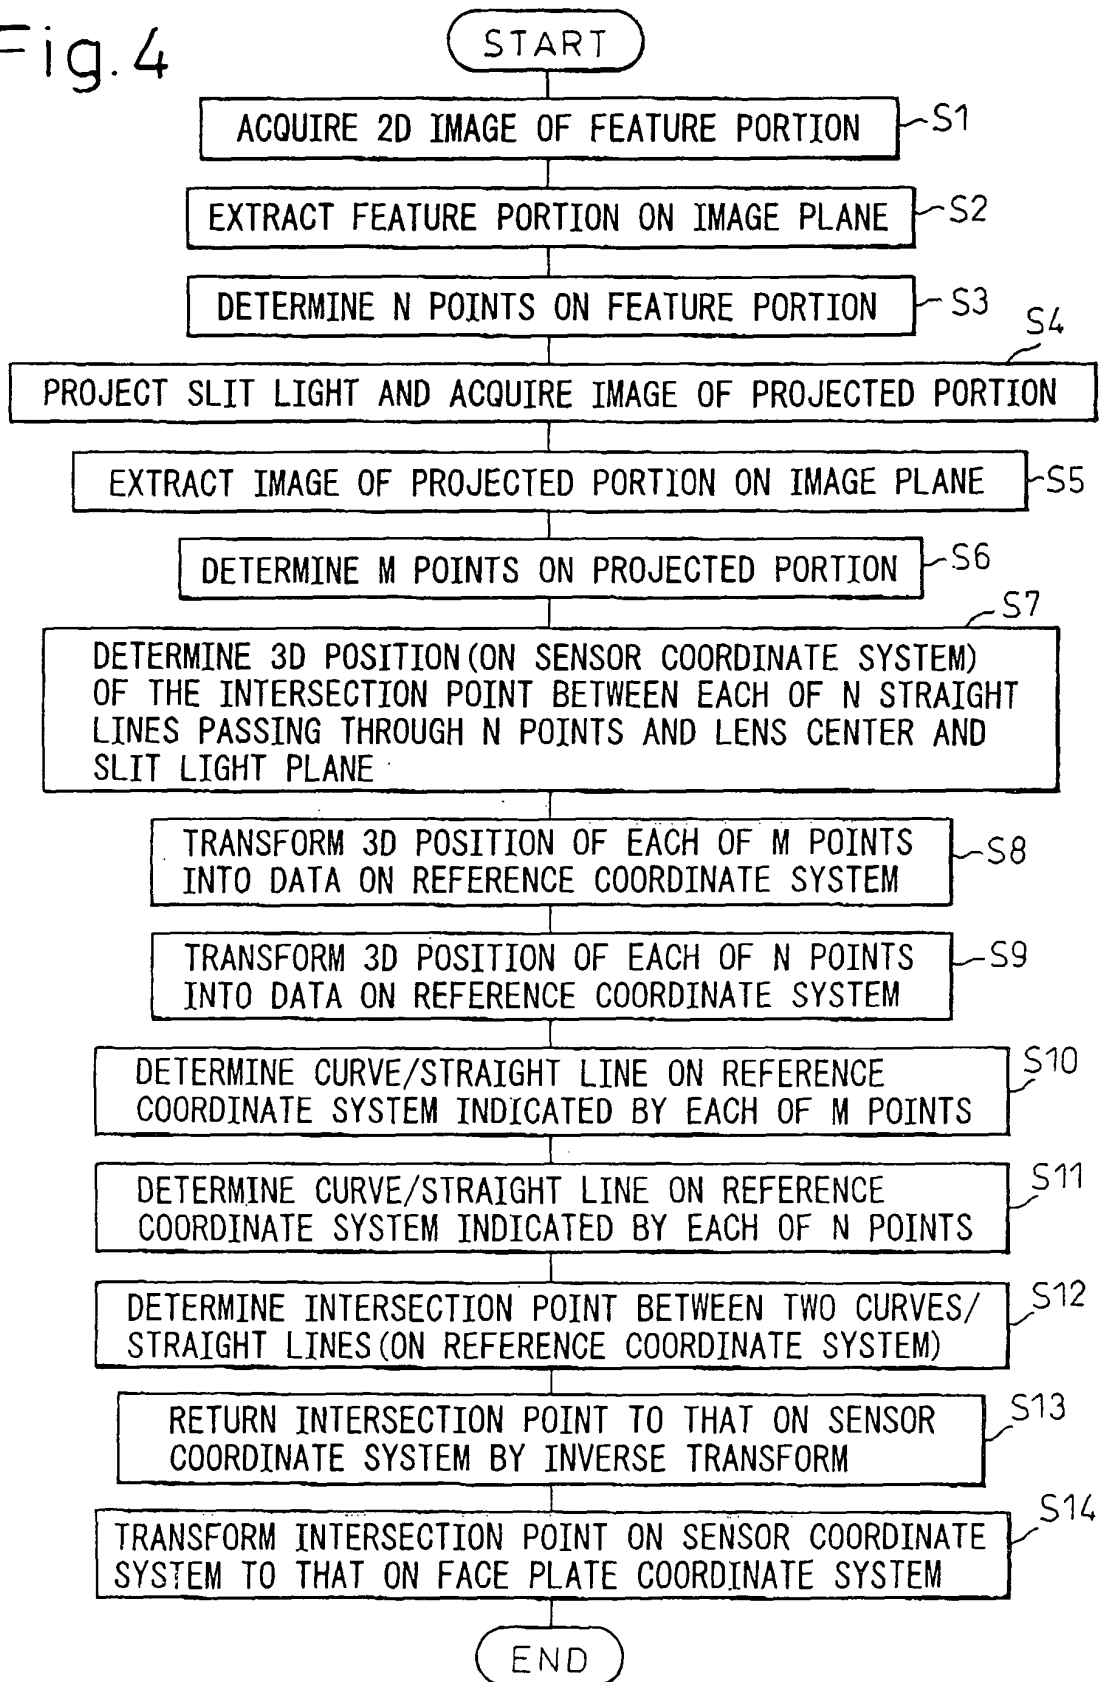 Fig. 4
START
ACQUIRE 2D IMAGE OF FEATURE PORTION
S1
EXTRACT FEATURE PORTION ON IMAGE PLANE
S2
DETERMINE N POINTS ON FEATURE PORTION
S3
S4
PROJECT SLIT LIGHT AND ACQUIRE IMAGE OF PROJECTED PORTION
EXTRACT IMAGE OF PROJECTED PORTION ON IMAGE PLANE
S5
DETERMINE M POINTS ON PROJECTED PORTION
S6
S7
DETERMINE 3D POSITION (ON SENSOR COORDINATE SYSTEM)
OF THE INTERSECTION POINT BETWEEN EACH OF N STRAIGHT
LINES PASSING THROUGH N POINTS AND LENS CENTER AND
SLIT LIGHT PLANE
TRANSFORM 3D POSITION OF EACH OF M POINTS
INTO DATA ON REFERENCE COORDINATE SYSTEM
S8
TRANSFORM 3D POSITION OF EACH OF N POINTS
INTO DATA ON REFERENCE COORDINATE SYSTEM
S9
DETERMINE CURVE/STRAIGHT LINE ON REFERENCE
COORDINATE SYSTEM INDICATED BY EACH OF M POINTS
S10
DETERMINE CURVE/STRAIGHT LINE ON REFERENCE
COORDINATE SYSTEM INDICATED BY EACH OF N POINTS
S11
DETERMINE INTERSECTION POINT BETWEEN TWO CURVES/
STRAIGHT LINES (ON REFERENCE COORDINATE SYSTEM)
S12
RETURN INTERSECTION POINT TO THAT ON SENSOR
COORDINATE SYSTEM BY INVERSE TRANSFORM
S13
TRANSFORM INTERSECTION POINT ON SENSOR COORDINATE
SYSTEM TO THAT ON FACE PLATE COORDINATE SYSTEM
S14
END